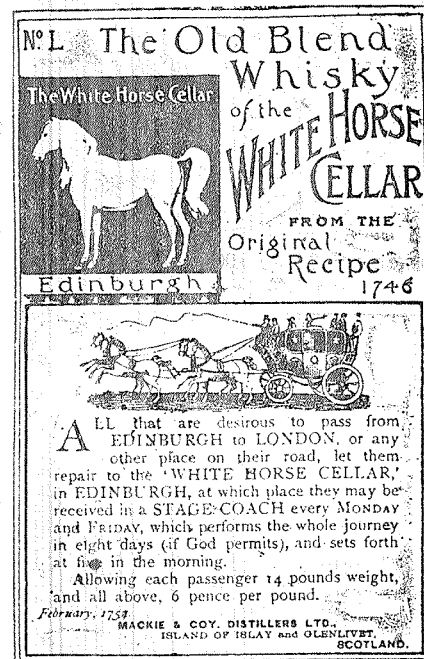 No. L The Old Blend
Whisky
of the
WHITE HORSE
CELLAR
FROM THE
Original
Recipe
1746
The White Horse Cellar
Edinburgh
ALL that are desirous to pass from
EDINBURGH to LONDON, or any
other place on their road, let them
repair to the 'WHITE HORSE CELLAR,'
in EDINBURGH, at which place they may be
received in a STAGE-COACH every MONDAY
and FRIDAY, which performs the whole journey
in eight days (if God permits), and sets forth
at five in the morning.
Allowing each passenger 14 pounds weight,
and all above, 6 pence per pound.
February, 1754.
MACKIE & COY. DISTILLERS LTD.,
ISLAND OF ISLAY and GLENLIVET,
SCOTLAND.